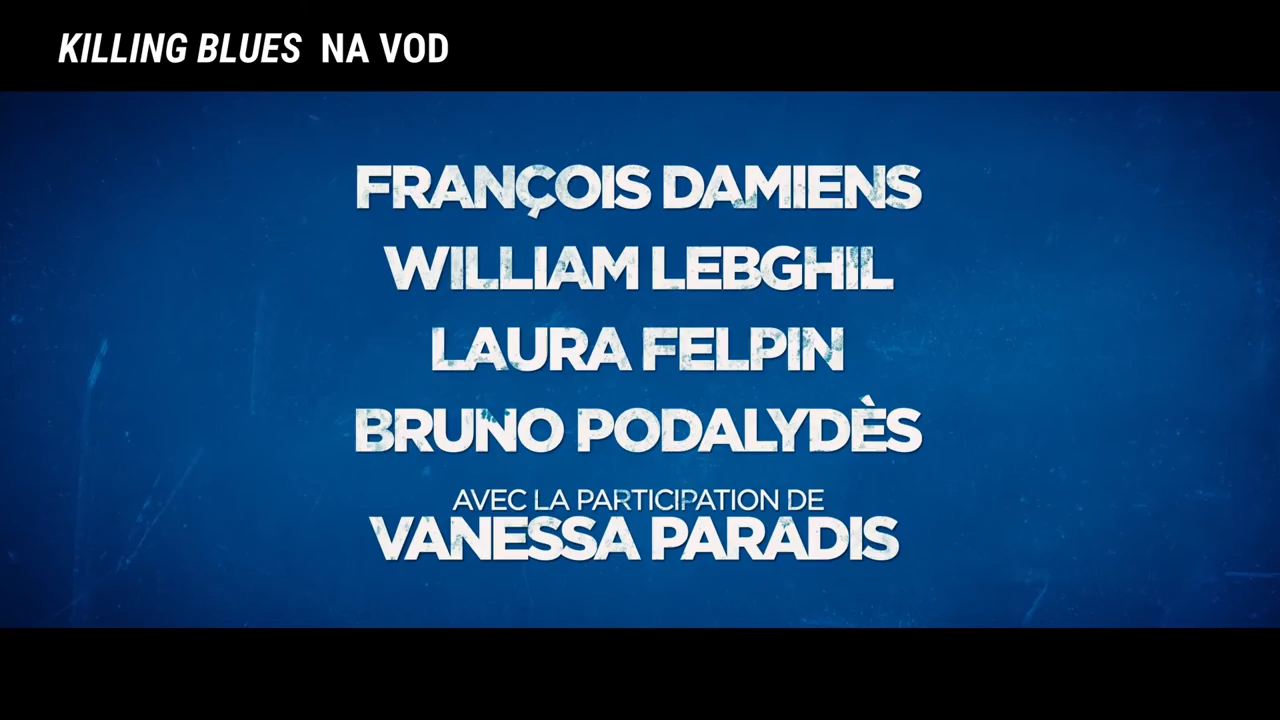 KILLING BLUES NA VOD
FRANÇOIS DAMIENS
WILLIAM LEBGHIL
LAURA FELPIN
BRUNO PODALYDÈS
AVEC LA PARTICIPATION DE
VANESSA PARADIS